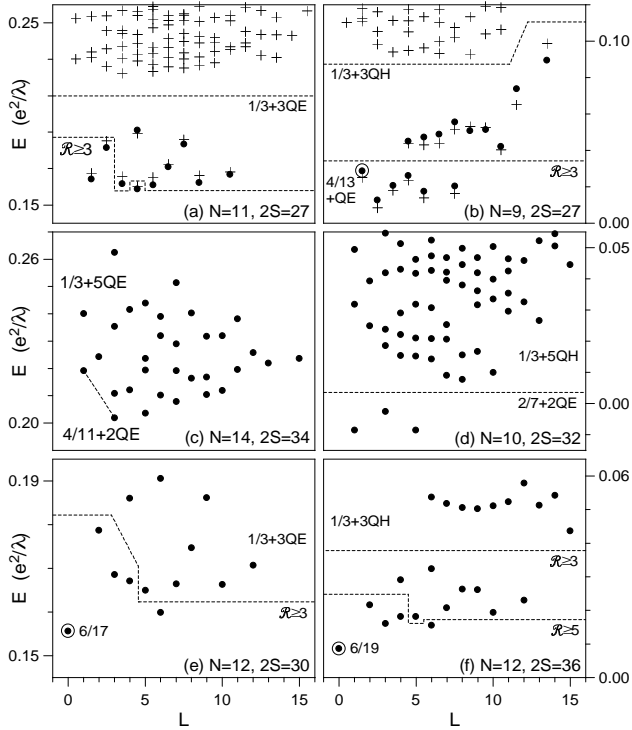 0.25
E (e²/λ)
1/3+3QE
ℛ≥3
0.15
(a) N=11, 2S=27
0.10
1/3+3QH
ℛ≥3
4/13
+QE
0.00
(b) N=9, 2S=27
0.26
E (e²/λ)
1/3+5QE
0.20
4/11+2QE
(c) N=14, 2S=34
0.05
1/3+5QH
0.00
2/7+2QE
(d) N=10, 2S=32
0.19
E (e²/λ)
1/3+3QE
ℛ≥3
6/17
0.15
(e) N=12, 2S=30
0 5 10 15
L
0.06
1/3+3QH
ℛ≥3
ℛ≥5
6/19
0.00
(f) N=12, 2S=36
0 5 10 15
L